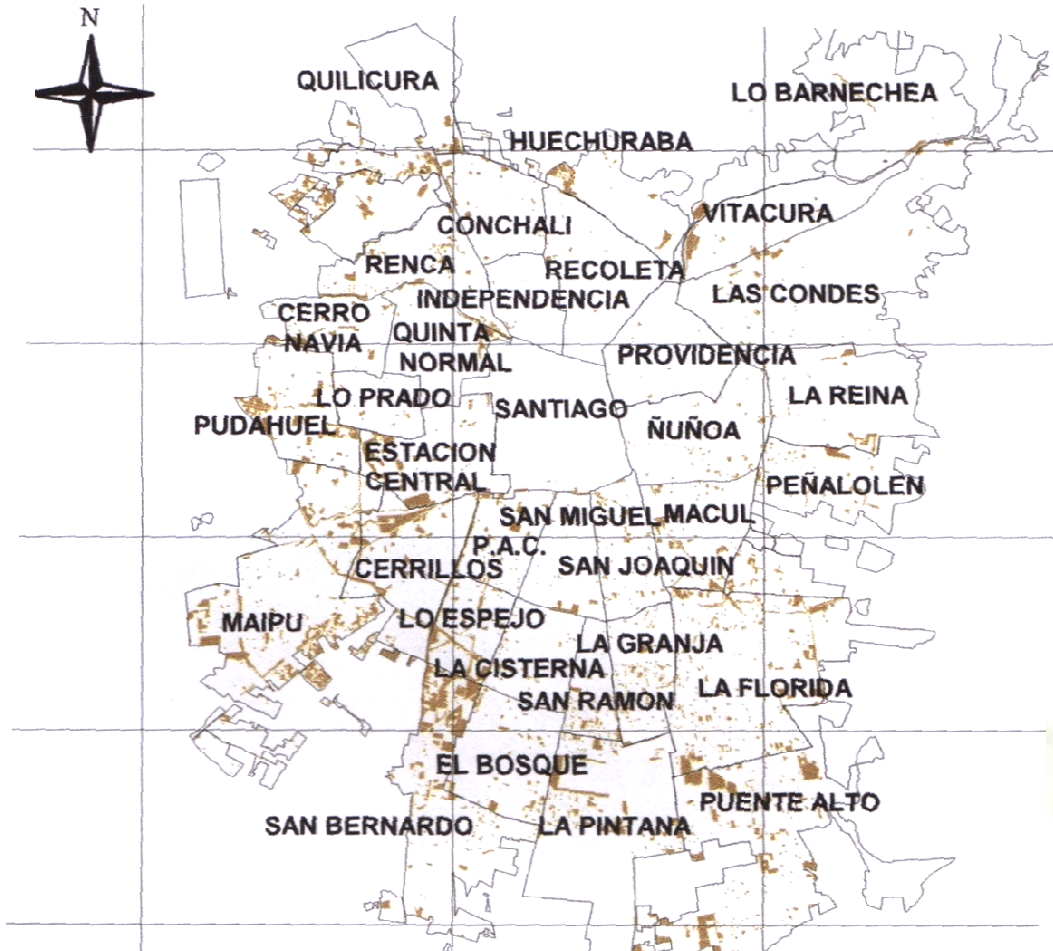 N
QUILICURA
LO BARNECHEA
HUECHURABA
VITACURA
CONCHALI
RENCA
RECOLETA
LAS CONDES
INDEPENDENCIA
CERRO
NAVIA
QUINTA
NORMAL
PROVIDENCIA
LA REINA
LO PRADO
SANTIAGO
PUDAHUEL
ÑUÑOA
ESTACION
CENTRAL
PEÑALOLEN
SAN MIGUEL
MACUL
P.A.C.
CERRILLOS
SAN JOAQUIN
MAIPU
LO ESPEJO
LA GRANJA
LA CISTERNA
SAN RAMON
LA FLORIDA
EL BOSQUE
PUENTE ALTO
SAN BERNARDO
LA PINTANA